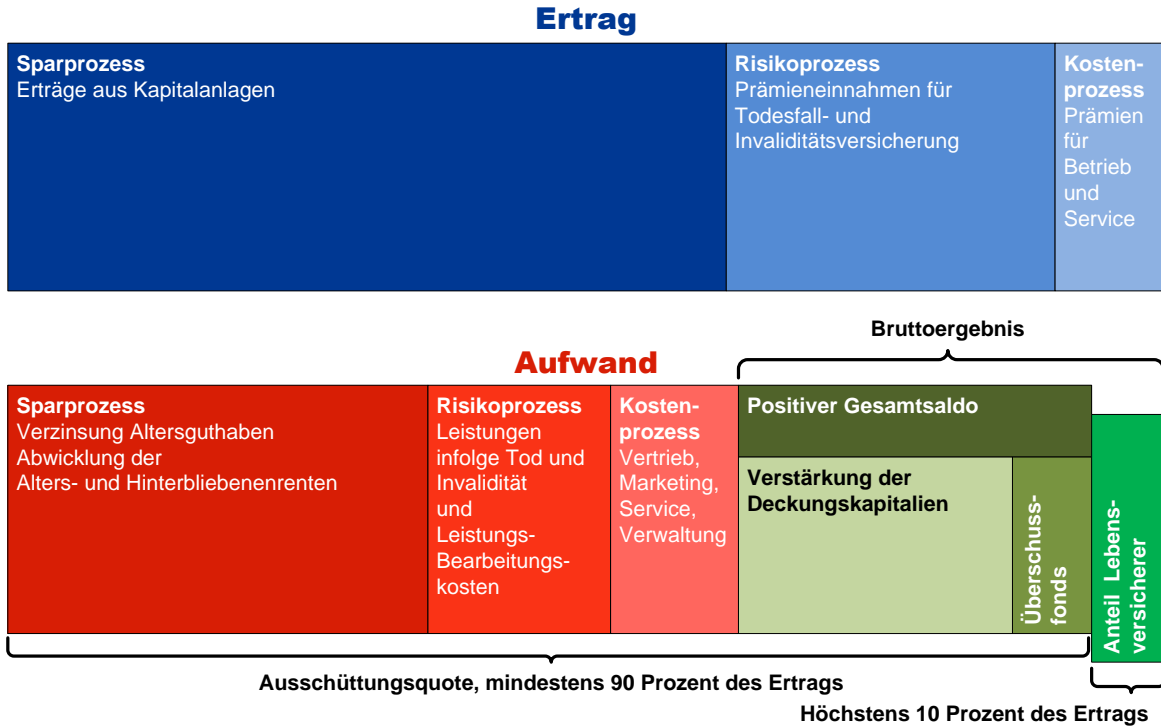 Ertrag
Sparprozess
Erträge aus Kapitalanlagen
Risikoprozess
Prämieneinnahmen für
Todesfall- und
Invaliditätsversicherung
Kosten-
prozess
Prämien
für
Betrieb
und
Service
Bruttoergebnis
Aufwand
Sparprozess
Verzinsung Altersguthaben
Abwicklung der
Alters- und Hinterbliebenenrenten
Risikoprozess
Leistungen
infolge Tod und
Invalidität
und
Leistungs-
Bearbeitungs-
kosten
Kosten-
prozess
Vertrieb,
Marketing,
Service,
Verwaltung
Positiver Gesamtsaldo
Verstärkung der
Deckungskapitalien
Überschuss-
fonds
Anteil Lebens-
versicherer
Ausschüttungsquote, mindestens 90 Prozent des Ertrags
Höchstens 10 Prozent des Ertrags